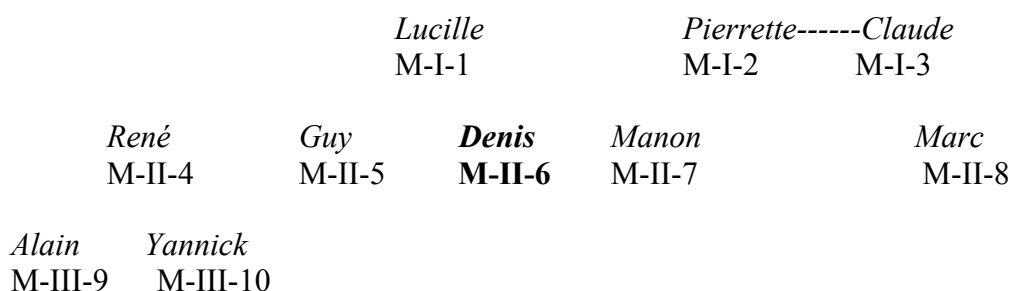 Lucille Pierrette------Claude
M-I-1 M-I-2 M-I-3
René Guy Denis Manon Marc
M-II-4 M-II-5 M-II-6 M-II-7 M-II-8
Alain Yannick
M-III-9 M-III-10